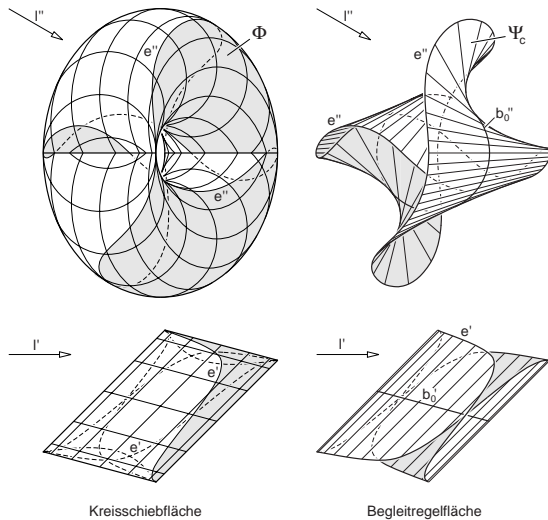 l''
e''
Φ
e''
l''
e''
Ψc
b0''
e''
l'
e'
e'
l'
e'
b0'
Kreisschiebfläche
Begleitregelfläche